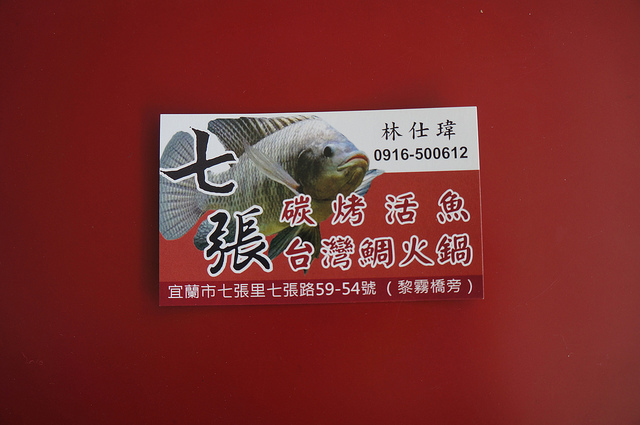 林仕瑋
0916-500612
七張
碳烤活魚
台灣鯛火鍋
宜蘭市七張里七張路59-54號（黎霧橋旁）